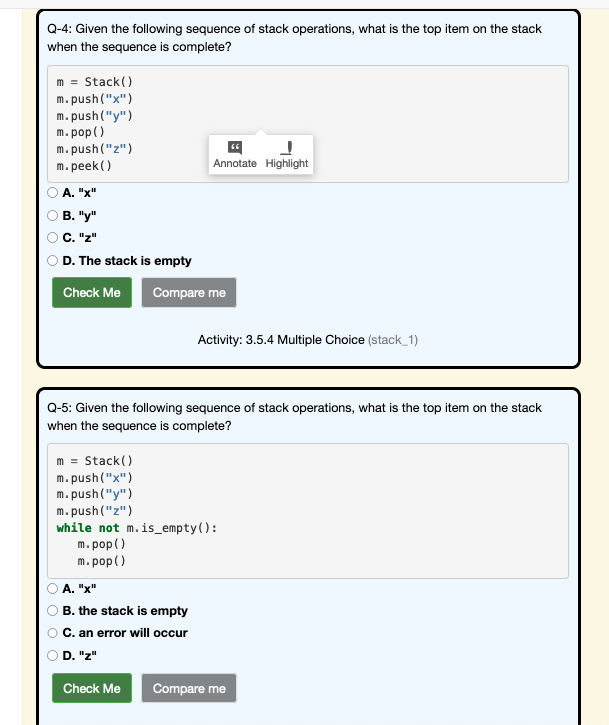 Q-4: Given the following sequence of stack operations, what is the top item on the stack
when the sequence is complete?
m = Stack()
m.push("x")
m.push("y")
m.pop()
m.push("z")
m.peek()
Annotate Highlight
A. "x"
B. "y"
C. "z"
D. The stack is empty
Check Me Compare me
Activity: 3.5.4 Multiple Choice (stack_1)
Q-5: Given the following sequence of stack operations, what is the top item on the stack
when the sequence is complete?
m = Stack()
m.push("x")
m.push("y")
m.push("z")
while not m.is_empty():
   m.pop()
   m.pop()
A. "x"
B. the stack is empty
C. an error will occur
D. "z"
Check Me Compare me